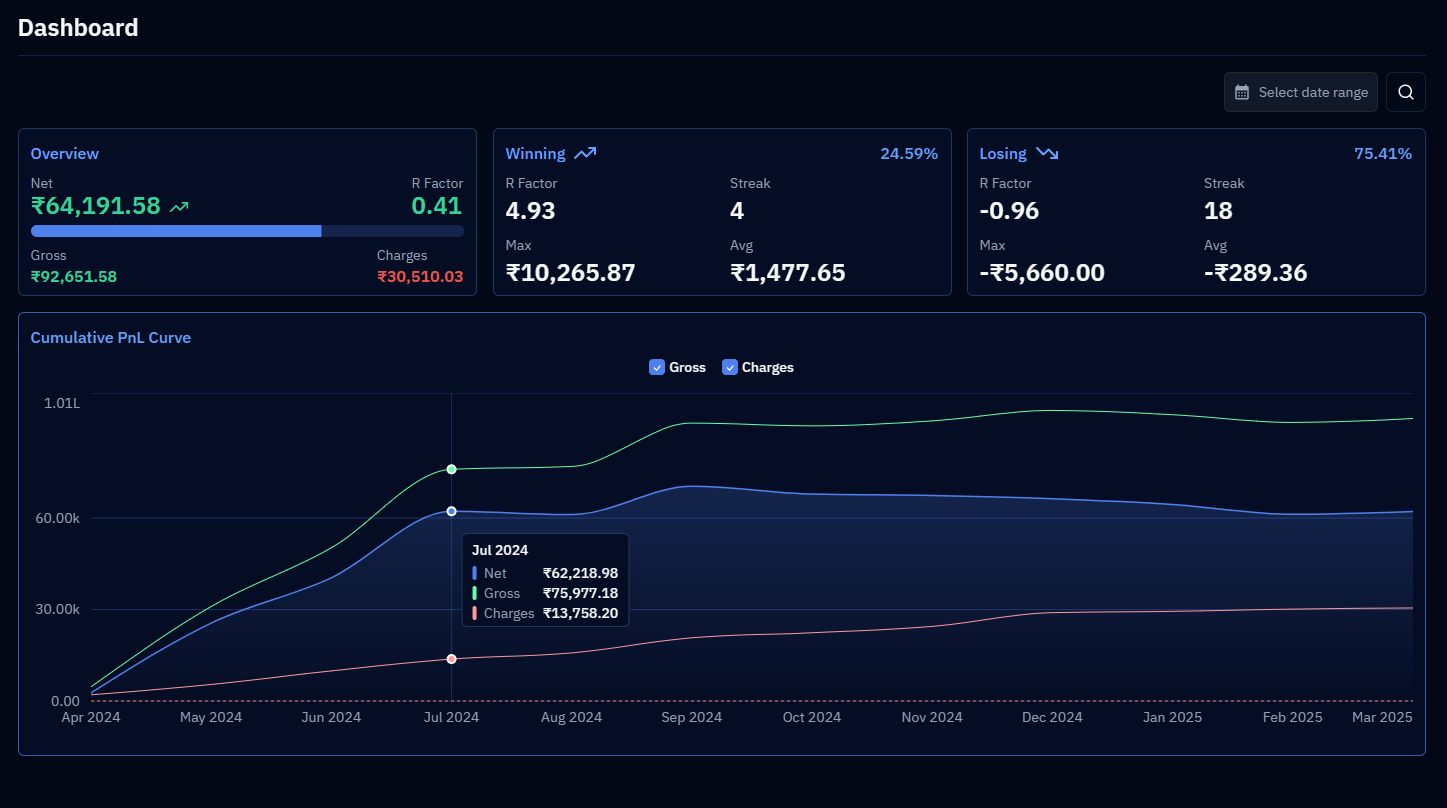 Dashboard
Select date range
Overview
Net R Factor
₹64,191.58 0.41
Gross Charges
₹92,651.58 ₹30,510.03
Winning 24.59%
R Factor Streak
4.93 4
Max Avg
₹10,265.87 ₹1,477.65
Losing 75.41%
R Factor Streak
-0.96 18
Max Avg
-₹5,660.00 -₹289.36
Cumulative PnL Curve
Gross Charges
1.01L
60.00k
30.00k
0.00
Jul 2024
Net ₹62,218.98
Gross ₹75,977.18
Charges ₹13,758.20
Apr 2024 May 2024 Jun 2024 Jul 2024 Aug 2024 Sep 2024 Oct 2024 Nov 2024 Dec 2024 Jan 2025 Feb 2025 Mar 2025